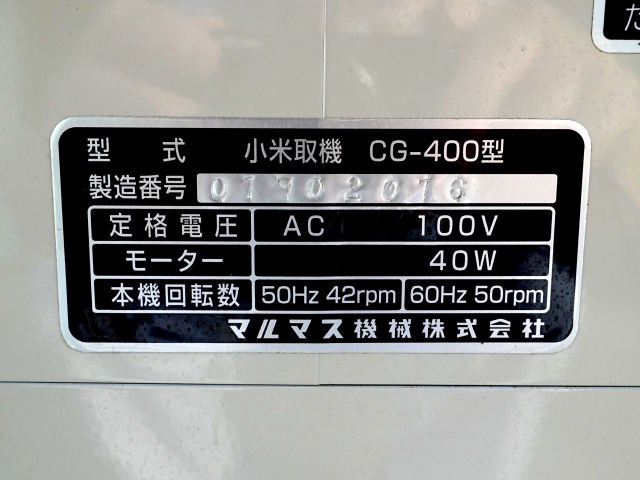 た
型 式 小米取機 CG-400型
製造番号 01902076
定格電圧 AC 100V
モーター 40W
本機回転数 50Hz 42rpm 60Hz 50rpm
マルマス機械株式会社